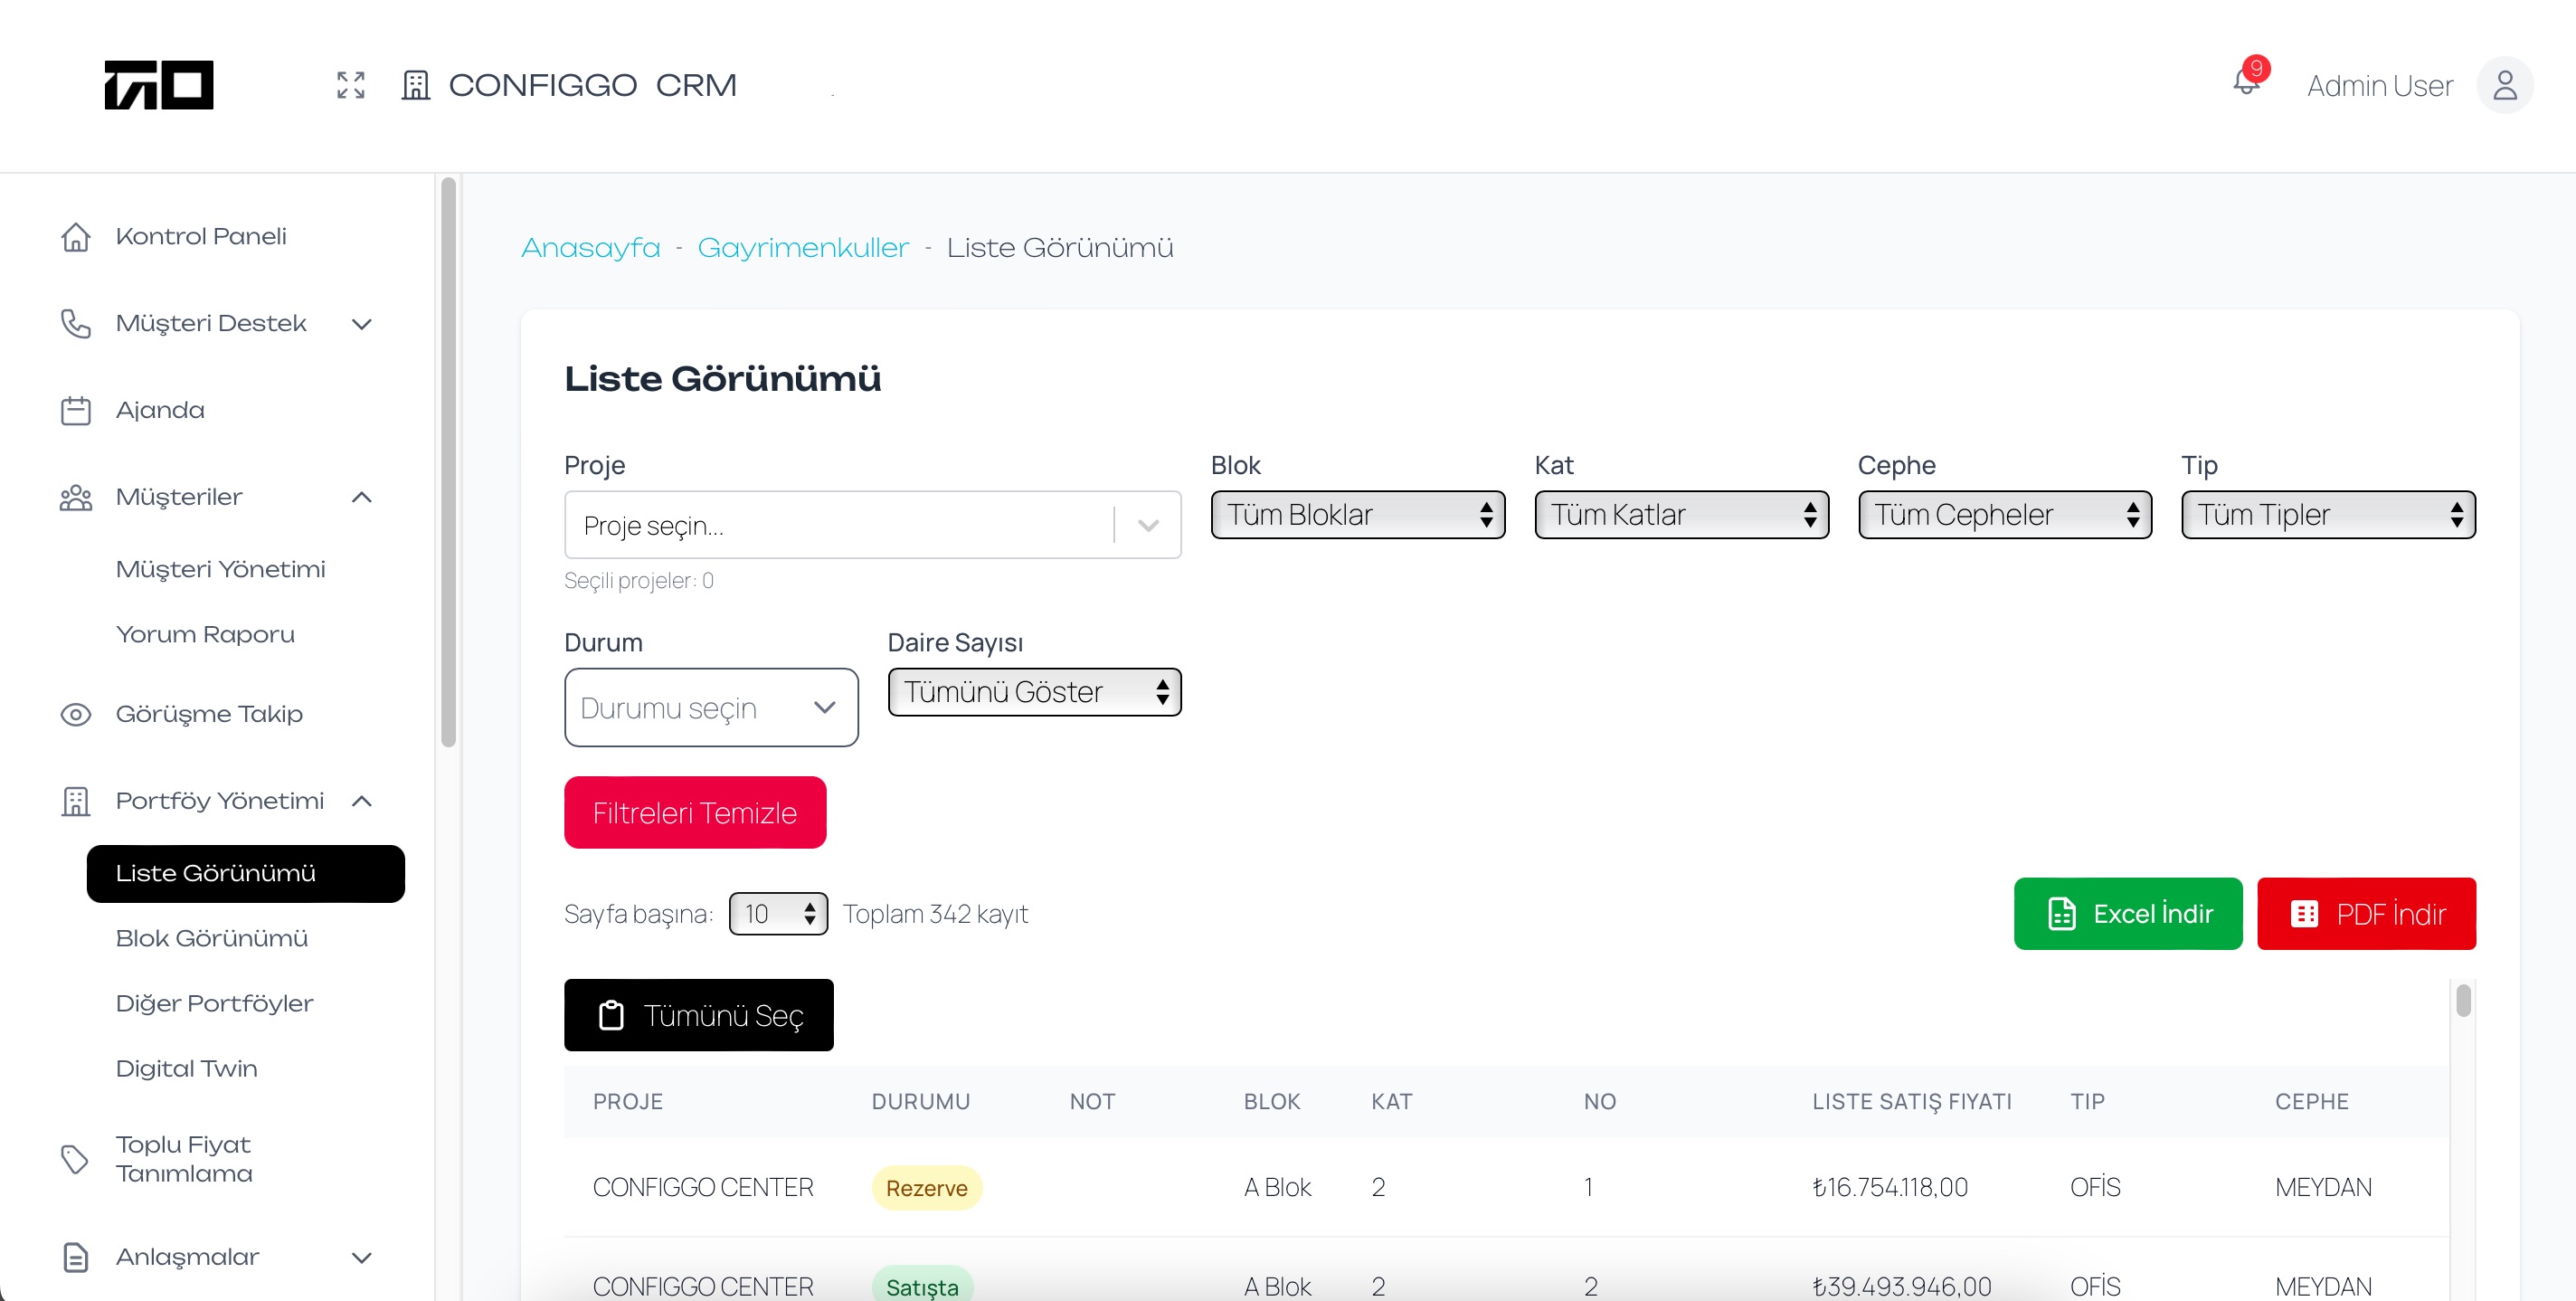 CONFIGGO CRM
9
Admin User
Kontrol Paneli
Müşteri Destek
Ajanda
Müşteriler
Müşteri Yönetimi
Yorum Raporu
Görüşme Takip
Portföy Yönetimi
Liste Görünümü
Blok Görünümü
Diğer Portföyler
Digital Twin
Toplu Fiyat
Tanımlama
Anlaşmalar
Anasayfa - Gayrimenkuller - Liste Görünümü
Liste Görünümü
Proje Blok Kat Cephe Tip
Proje seçin... Tüm Bloklar Tüm Katlar Tüm Cepheler Tüm Tipler
Seçili projeler: 0
Durum Daire Sayısı
Durumu seçin Tümünü Göster
Filtreleri Temizle
Sayfa başına: 10 Toplam 342 kayıt Excel İndir PDF İndir
Tümünü Seç
PROJE DURUMU NOT BLOK KAT NO LISTE SATIŞ FIYATI TIP CEPHE
CONFIGGO CENTER Rezerve A Blok 2 1 ₺16.754.118,00 OFİS MEYDAN
CONFIGGO CENTER Satışta A Blok 2 2 ₺39.493.946,00 OFİS MEYDAN